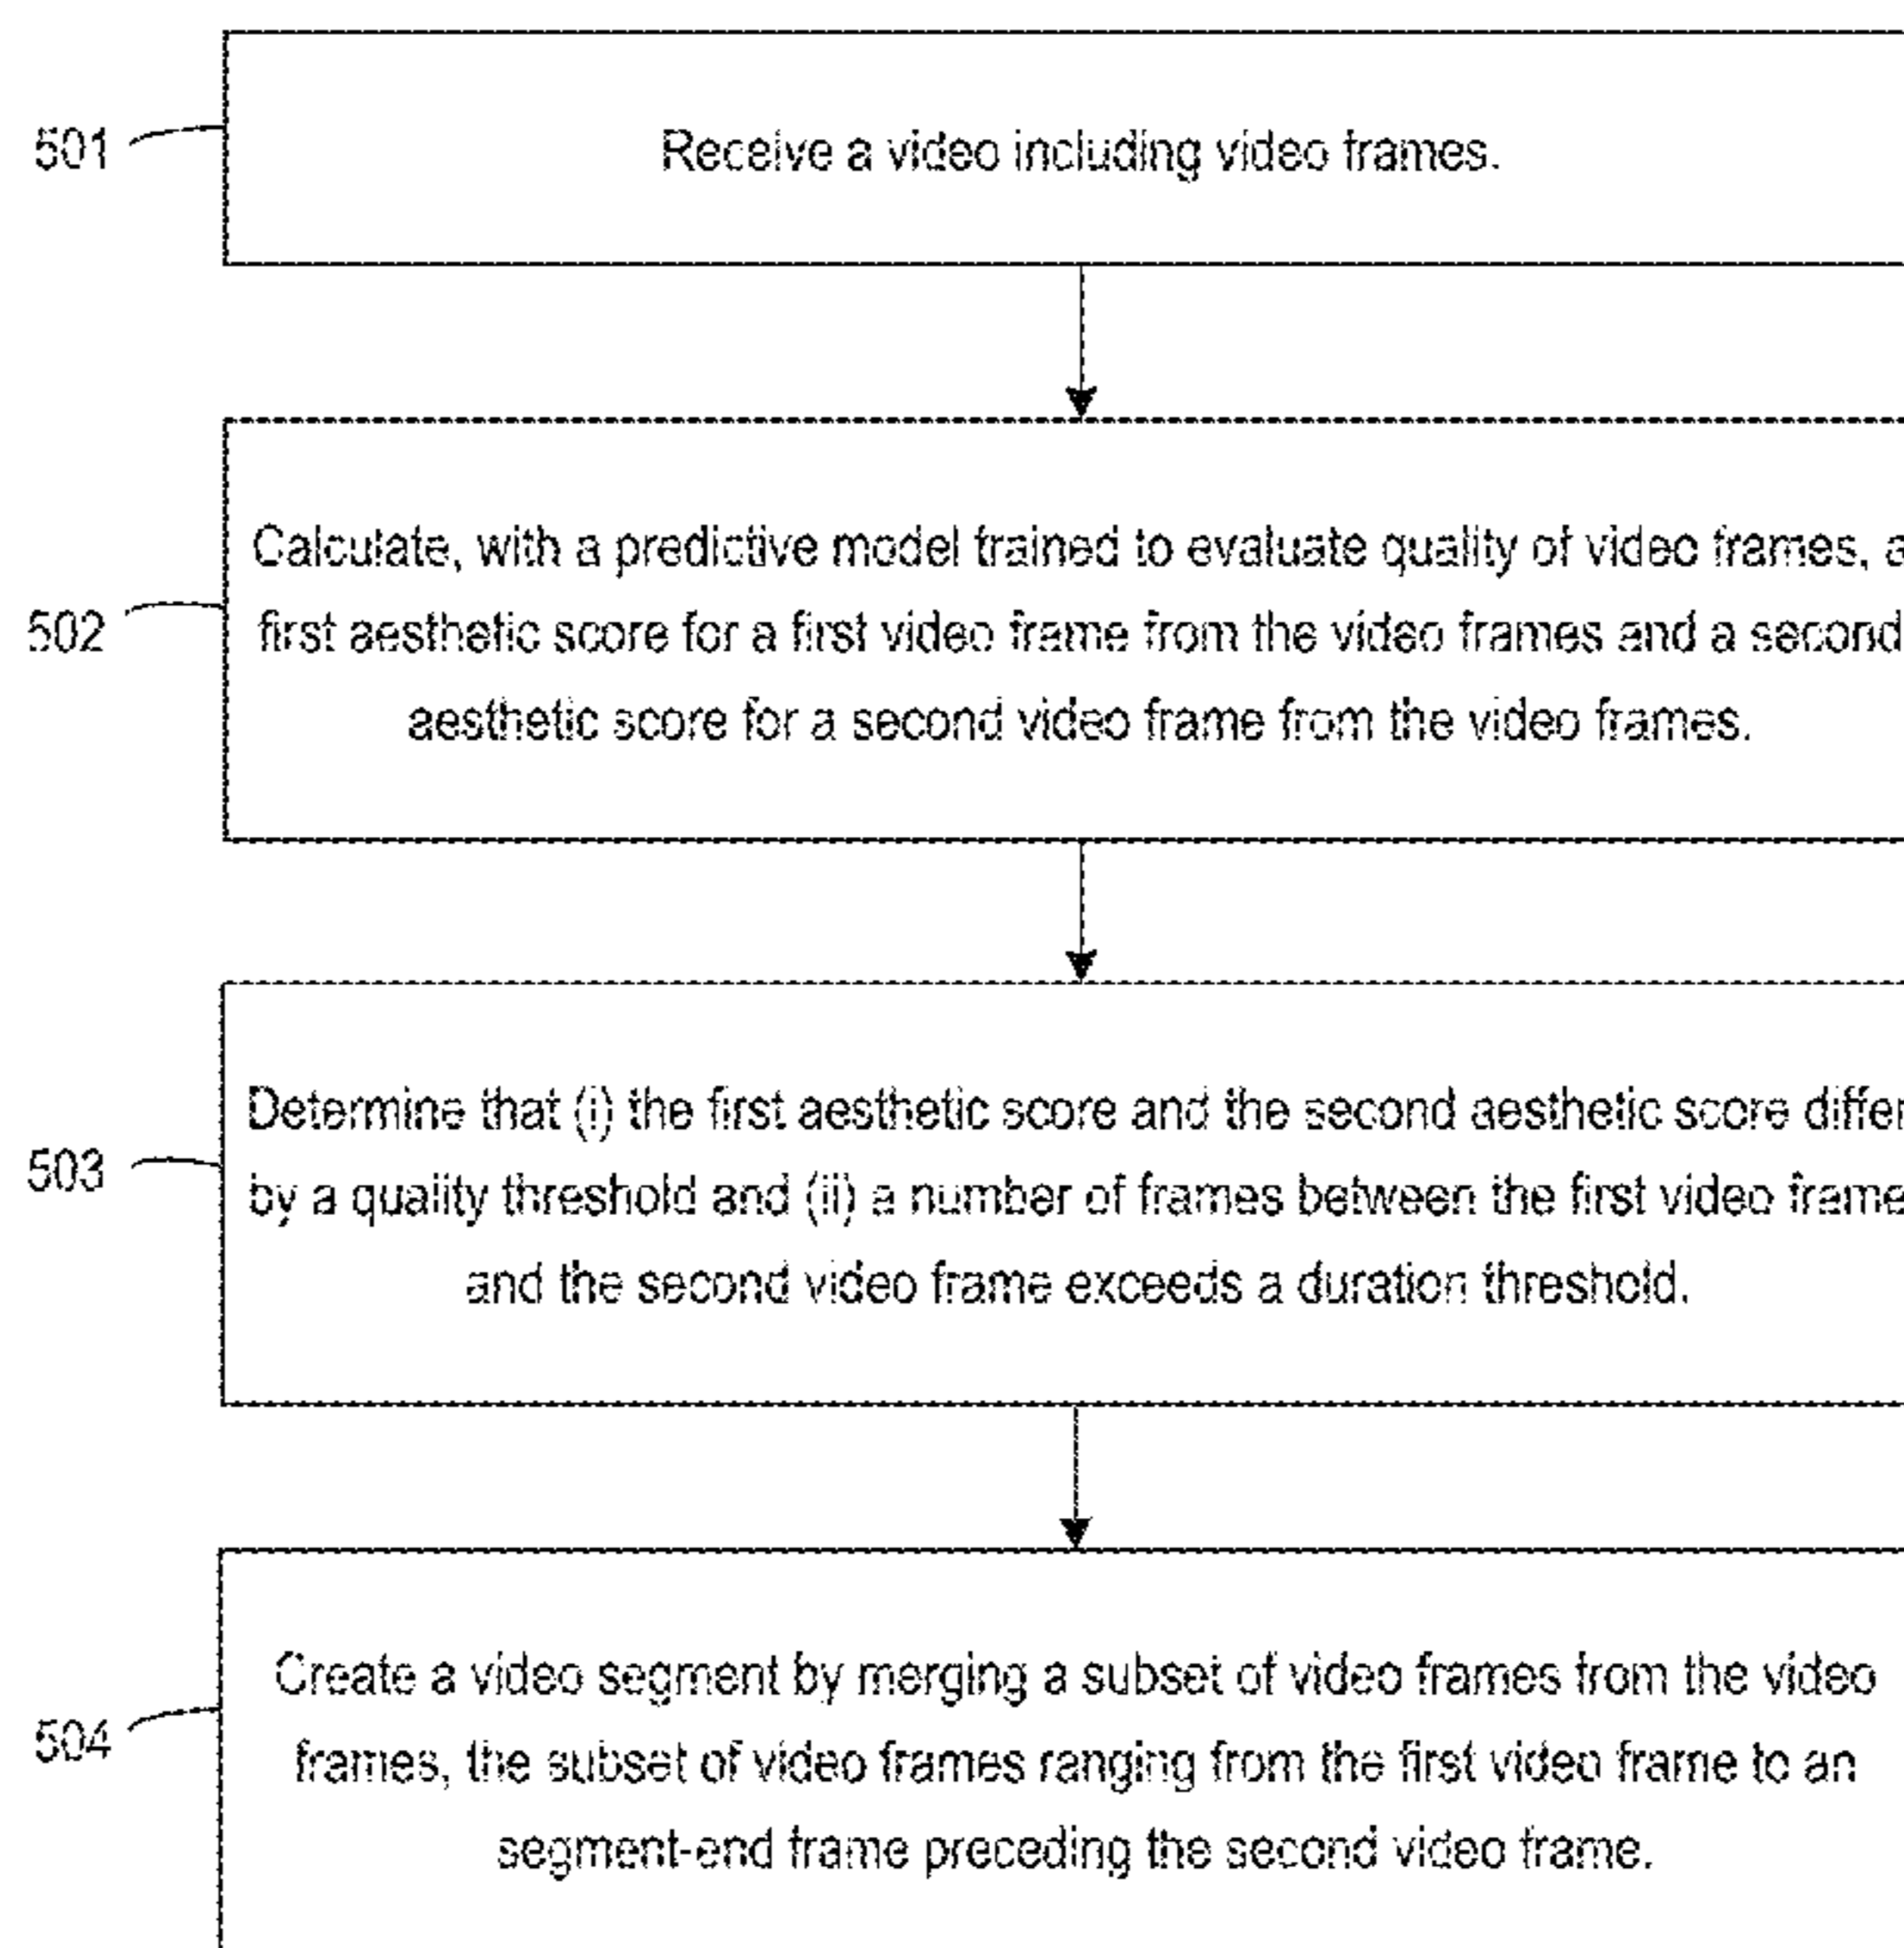 501
Receive a video including video frames.
502
Calculate, with a predictive model trained to evaluate quality of video frames, a
first aesthetic score for a first video frame from the video frames and a second
aesthetic score for a second video frame from the video frames.
503
Determine that (i) the first aesthetic score and the second aesthetic score differ
by a quality threshold and (ii) a number of frames between the first video frame
and the second video frame exceeds a duration threshold.
504
Create a video segment by merging a subset of video frames from the video
frames, the subset of video frames ranging from the first video frame to an
segment-end frame preceding the second video frame.